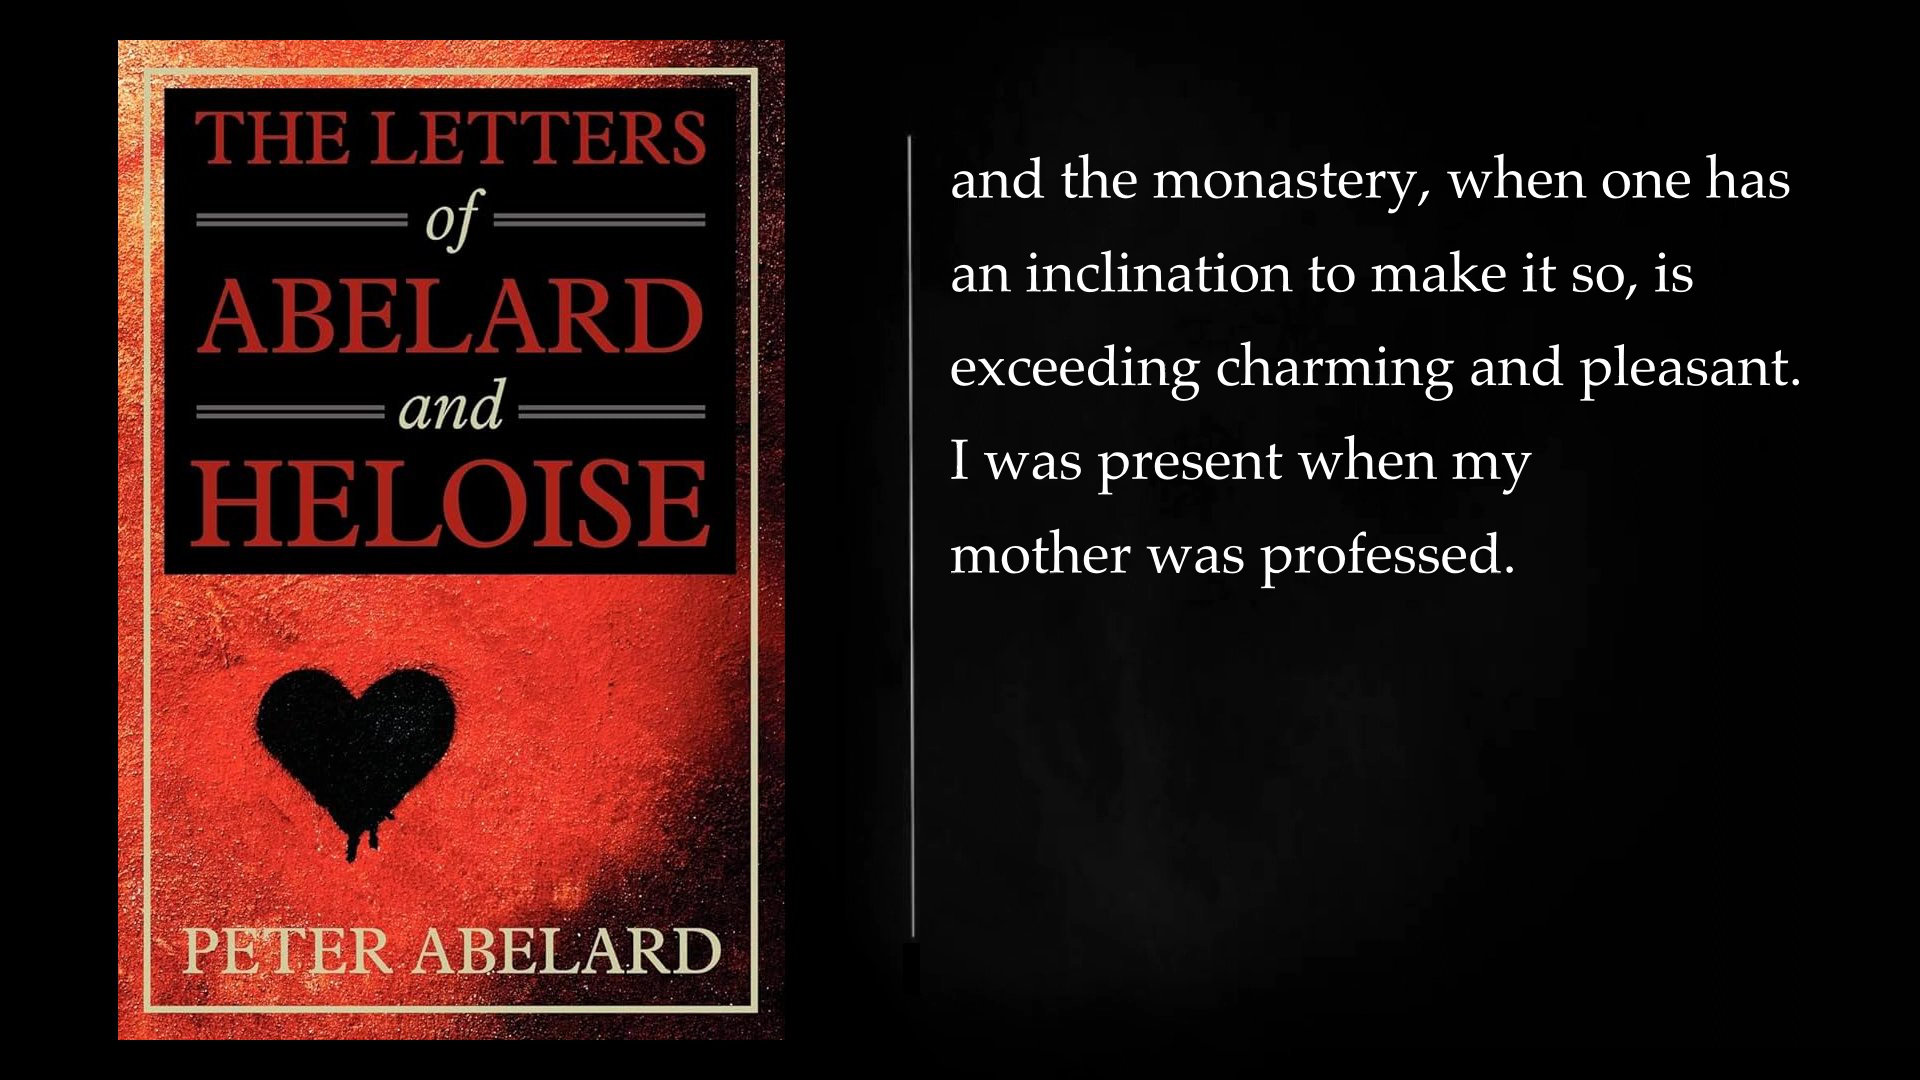 THE LETTERS
of
ABELARD
and
HELOISE
PETER ABELARD
and the monastery, when one has
an inclination to make it so, is
exceeding charming and pleasant.
I was present when my
mother was professed.